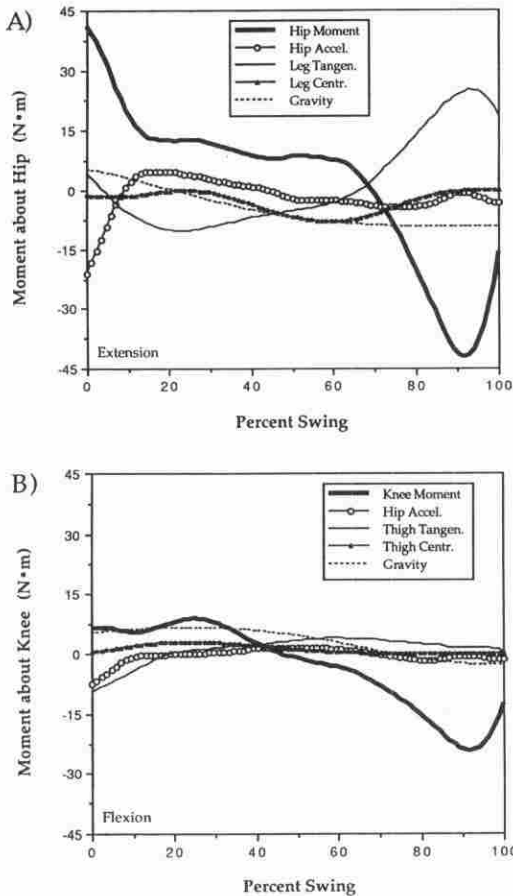 A)
Hip Moment
Hip Accel.
Leg Tangen.
Leg Centr.
Gravity
Moment about Hip (N•m)
45
30
15
0
-15
-30
-45
Extension
0
20
40
60
80
100
Percent Swing
B)
Knee Moment
Hip Accel.
Thigh Tangen.
Thigh Centr.
Gravity
Moment about Knee (N•m)
45
30
15
0
-15
-30
-45
Flexion
0
20
40
60
80
100
Percent Swing